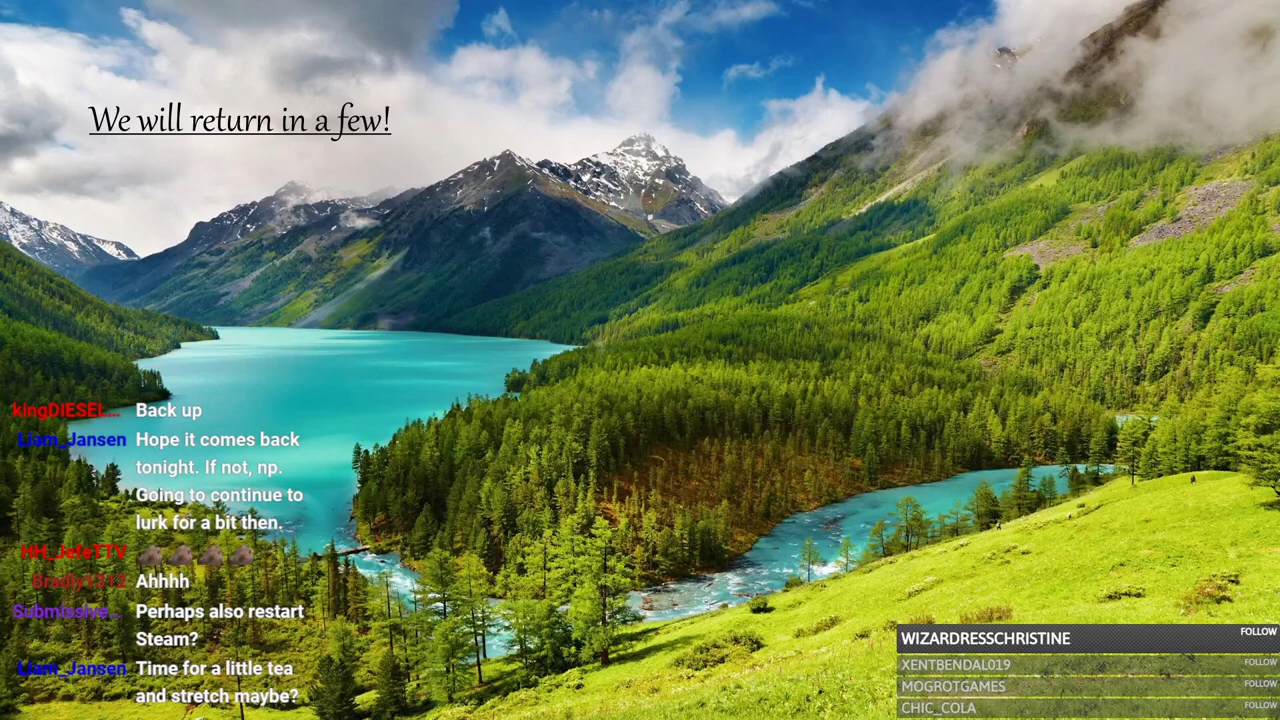 We will return in a few!
kingDIESEL... Back up
Liam_Jansen Hope it comes back
tonight. If not, np.
Going to continue to
lurk for a bit then.
HH_JefeTTV
Bradly1312 Ahhhh
Submissive... Perhaps also restart
Steam?
Liam_Jansen Time for a little tea
and stretch maybe?
WIZARDRESSCHRISTINE FOLLOW
XENTBENDAL019 FOLLOW
MOGROTGAMES FOLLOW
CHIC_COLA FOLLOW